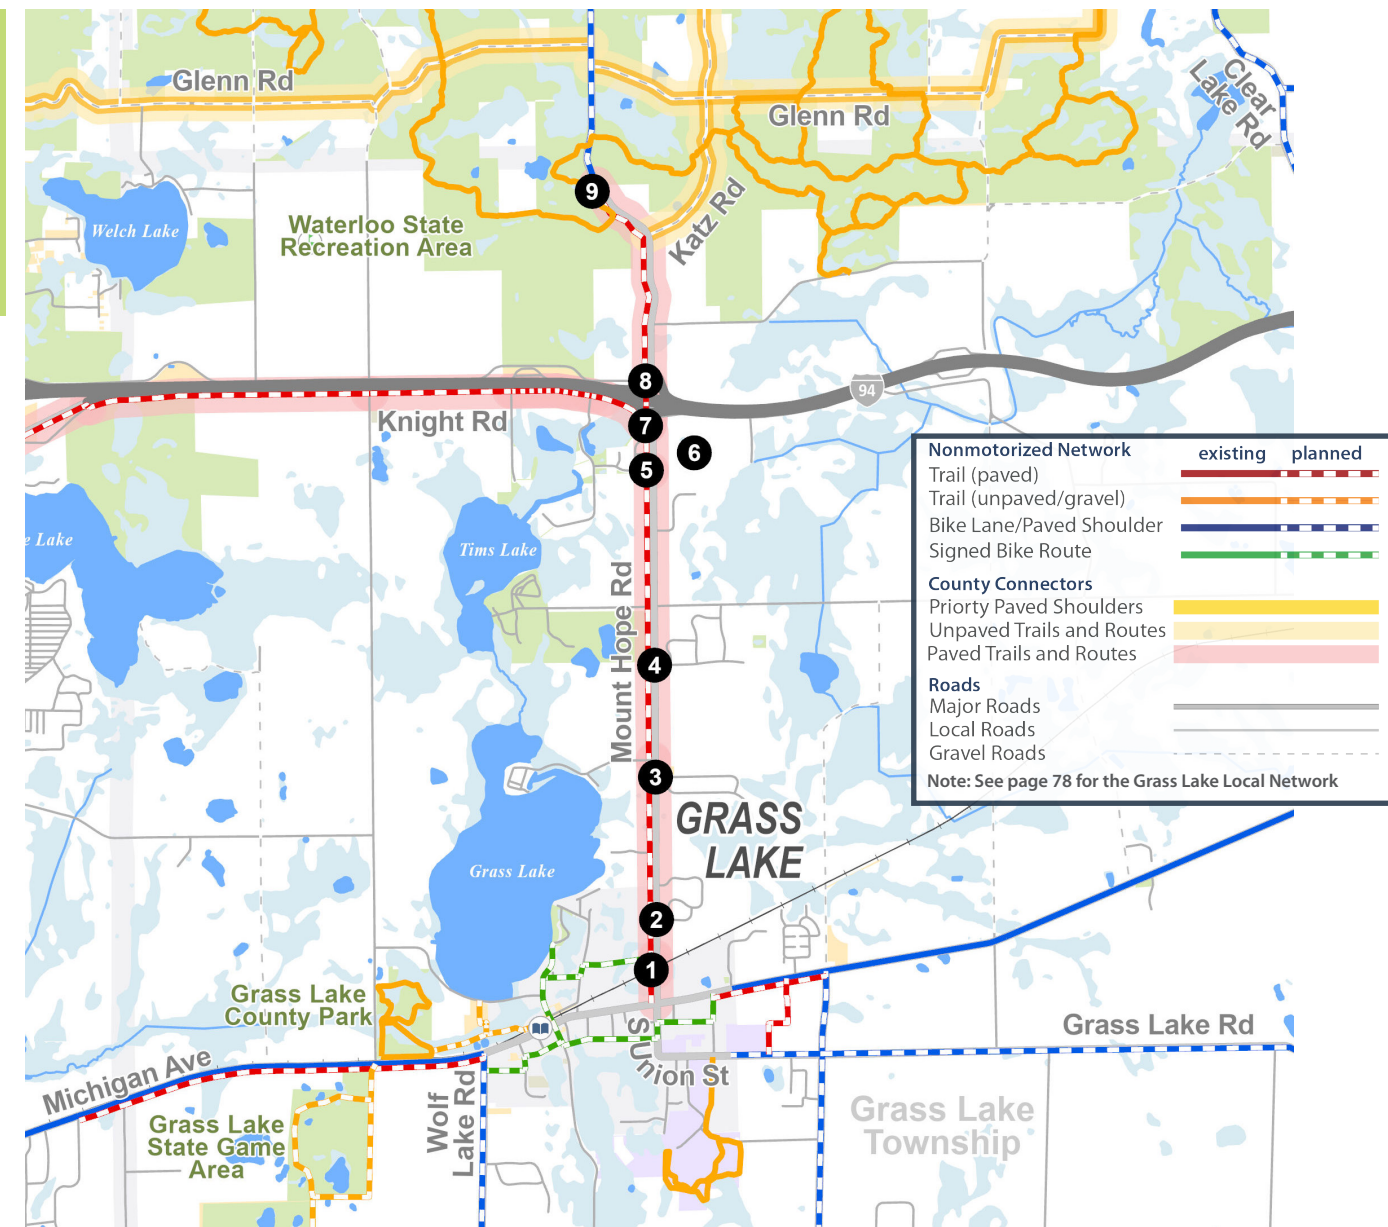 Glenn Rd
Glenn Rd
Clear
Lake Rd
9
Katz Rd
Welch Lake
Waterloo State
Recreation Area
8
94
Knight Rd
7
6
5
e Lake
Tims Lake
Mount Hope Rd
4
3
GRASS
LAKE
Grass Lake
2
1
Grass Lake
County Park
S Union St
Grass Lake Rd
Michigan Ave
Wolf
Lake Rd
Grass Lake
State Game
Area
Grass Lake
Township
Nonmotorized Network existing planned
Trail (paved)
Trail (unpaved/gravel)
Bike Lane/Paved Shoulder
Signed Bike Route
County Connectors
Priorty Paved Shoulders
Unpaved Trails and Routes
Paved Trails and Routes
Roads
Major Roads
Local Roads
Gravel Roads
Note: See page 78 for the Grass Lake Local Network